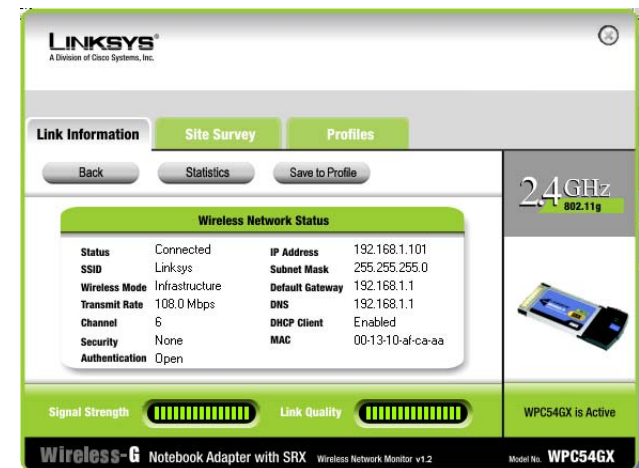 LINKSYS®
A Division of Cisco Systems, Inc.
Link Information Site Survey Profiles
Back Statistics Save to Profile
2.4 GHz
802.11g
Wireless Network Status
Status Connected IP Address 192.168.1.101
SSID Linksys Subnet Mask 255.255.255.0
Wireless Mode Infrastructure Default Gateway 192.168.1.1
Transmit Rate 108.0 Mbps DNS 192.168.1.1
Channel 6 DHCP Client Enabled
Security None MAC 00-13-10-af-ca-aa
Authentication Open
Signal Strength Link Quality WPC54GX is Active
Wireless-G Notebook Adapter with SRX Wireless Network Monitor v1.2 Model No. WPC54GX